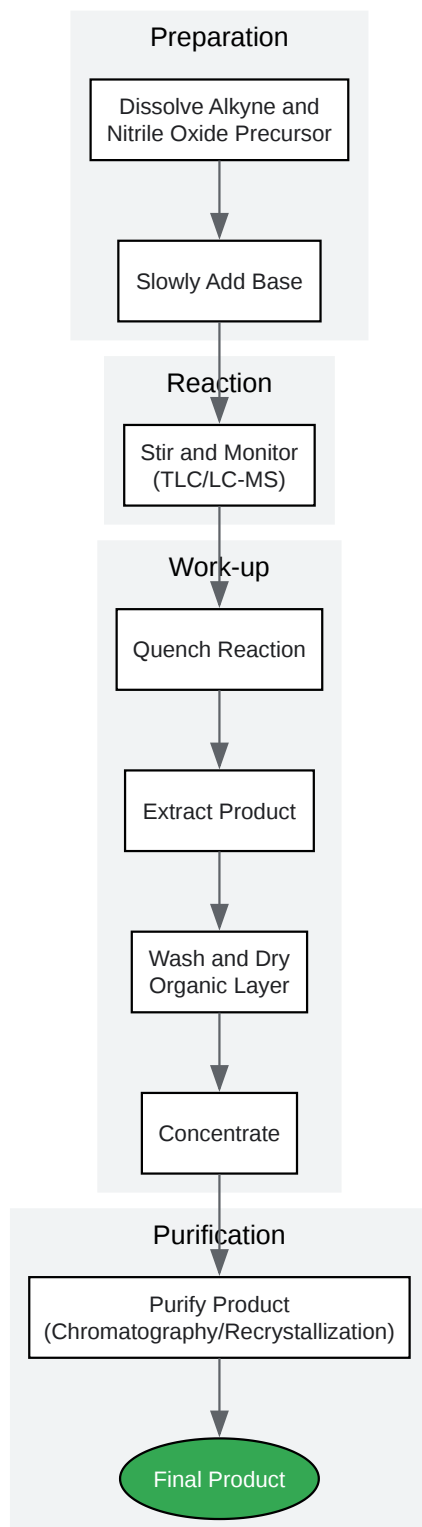 Preparation
Dissolve Alkyne and
Nitrile Oxide Precursor
Slowly Add Base
Reaction
Stir and Monitor
(TLC/LC-MS)
Work-up
Quench Reaction
Extract Product
Wash and Dry
Organic Layer
Concentrate
Purification
Purify Product
(Chromatography/Recrystallization)
Final Product